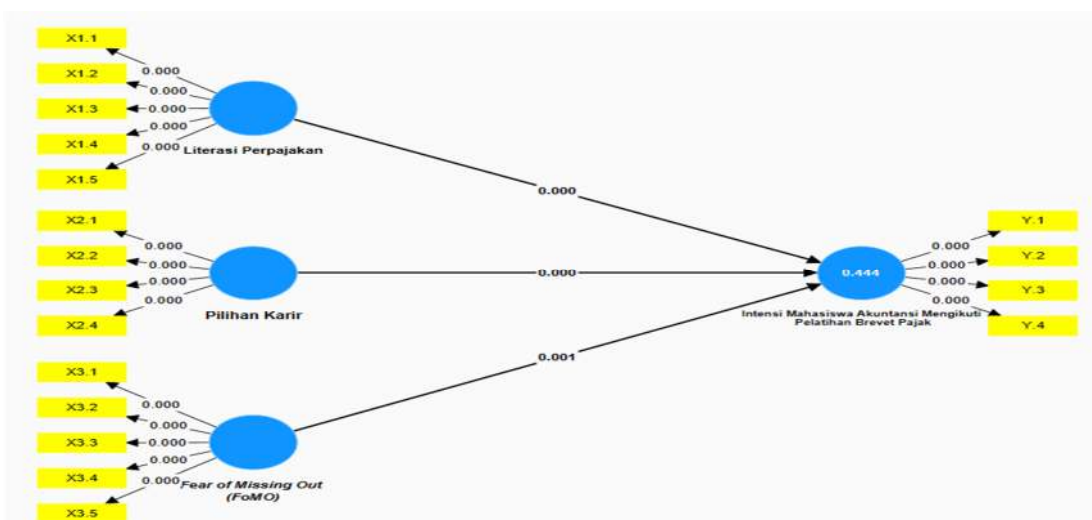 X1.1
X1.2
X1.3
X1.4
X1.5
0.000
0.000
0.000
0.000
0.000
Literasi Perpajakan
0.000
X2.1
X2.2
X2.3
X2.4
0.000
0.000
0.000
0.000
Pilihan Karir
0.000
X3.1
X3.2
X3.3
X3.4
X3.5
0.000
0.000
0.000
0.000
0.000
Fear of Missing Out
(FoMO)
0.001
0.444
Intensi Mahasiswa Akuntansi Mengikuti
Pelatihan Brevet Pajak
0.000
0.000
0.000
0.000
Y.1
Y.2
Y.3
Y.4